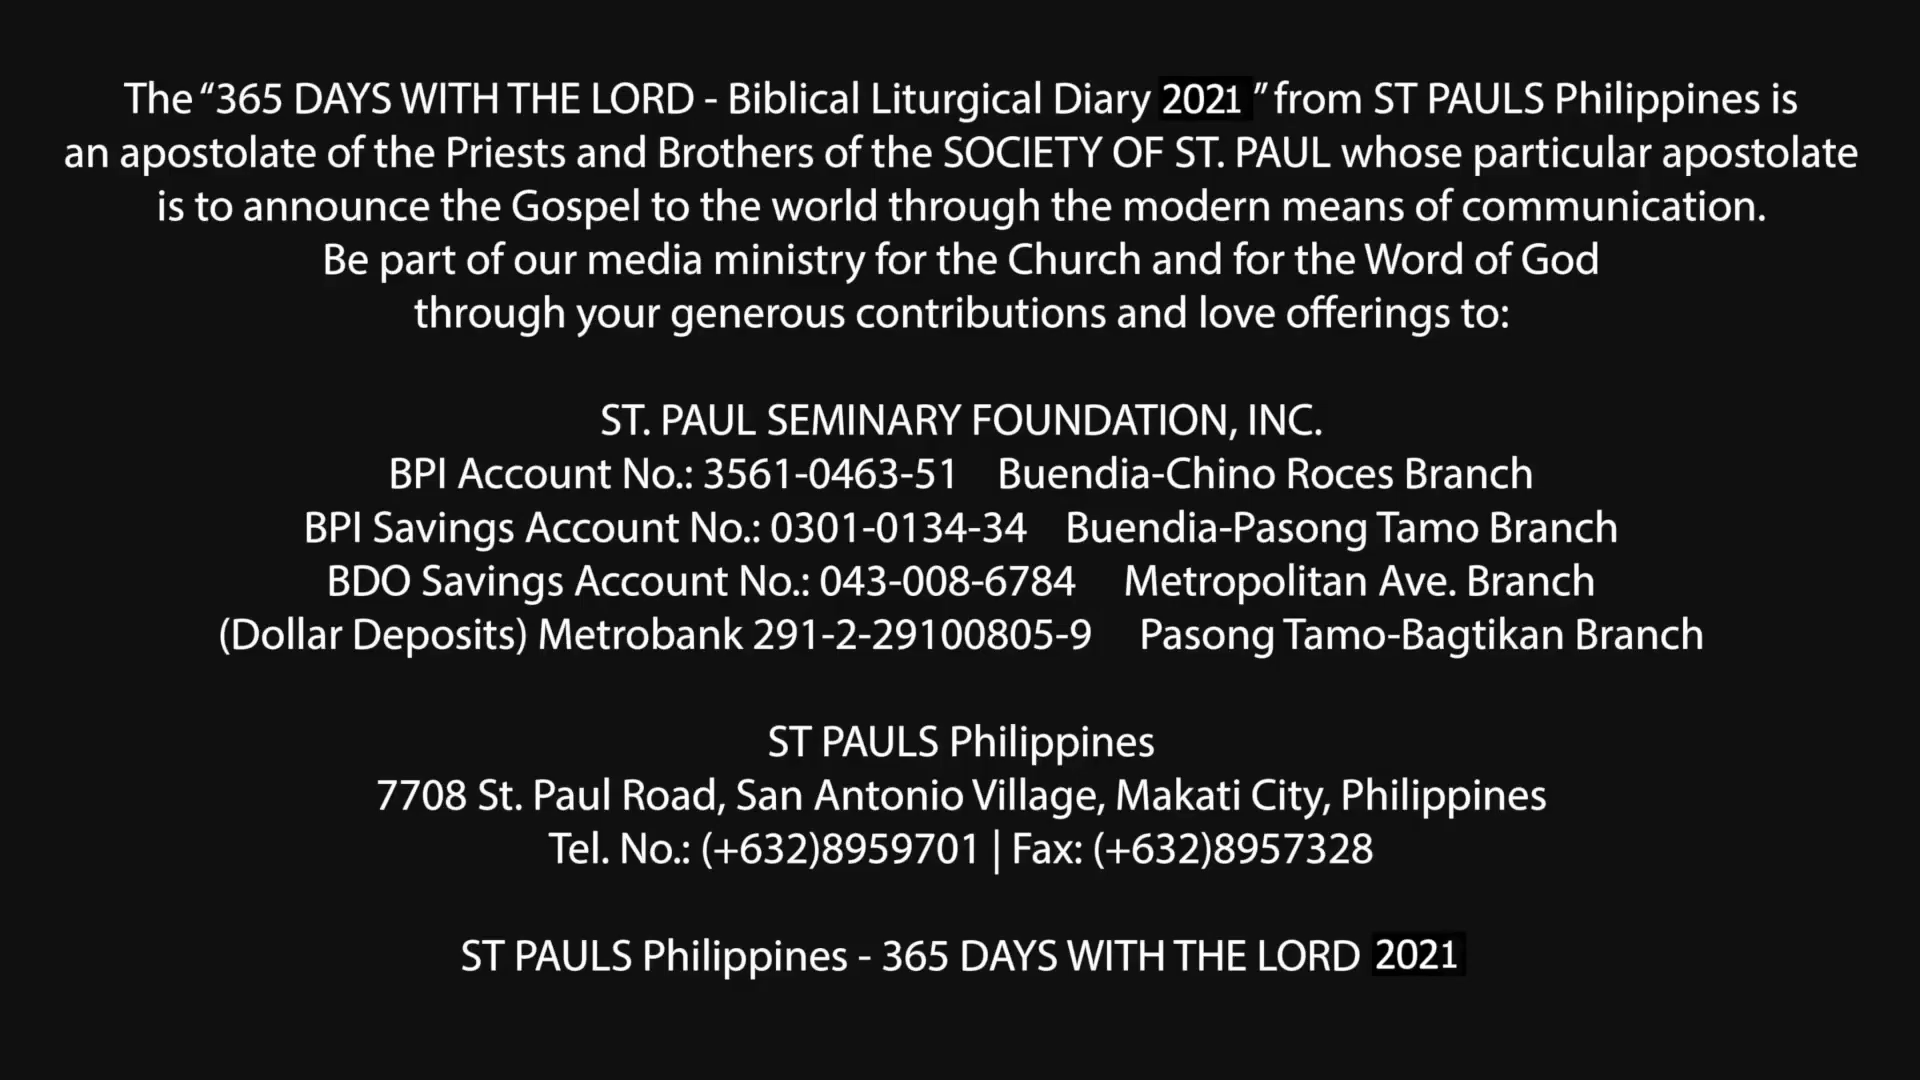 The “365 DAYS WITH THE LORD - Biblical Liturgical Diary 2021 ” from ST PAULS Philippines is
an apostolate of the Priests and Brothers of the SOCIETY OF ST. PAUL whose particular apostolate
is to announce the Gospel to the world through the modern means of communication.
Be part of our media ministry for the Church and for the Word of God
through your generous contributions and love offerings to:
ST. PAUL SEMINARY FOUNDATION, INC.
BPI Account No.: 3561-0463-51 Buendia-Chino Roces Branch
BPI Savings Account No.: 0301-0134-34 Buendia-Pasong Tamo Branch
BDO Savings Account No.: 043-008-6784 Metropolitan Ave. Branch
(Dollar Deposits) Metrobank 291-2-29100805-9 Pasong Tamo-Bagtikan Branch
ST PAULS Philippines
7708 St. Paul Road, San Antonio Village, Makati City, Philippines
Tel. No.: (+632)8959701 | Fax: (+632)8957328
ST PAULS Philippines - 365 DAYS WITH THE LORD 2021